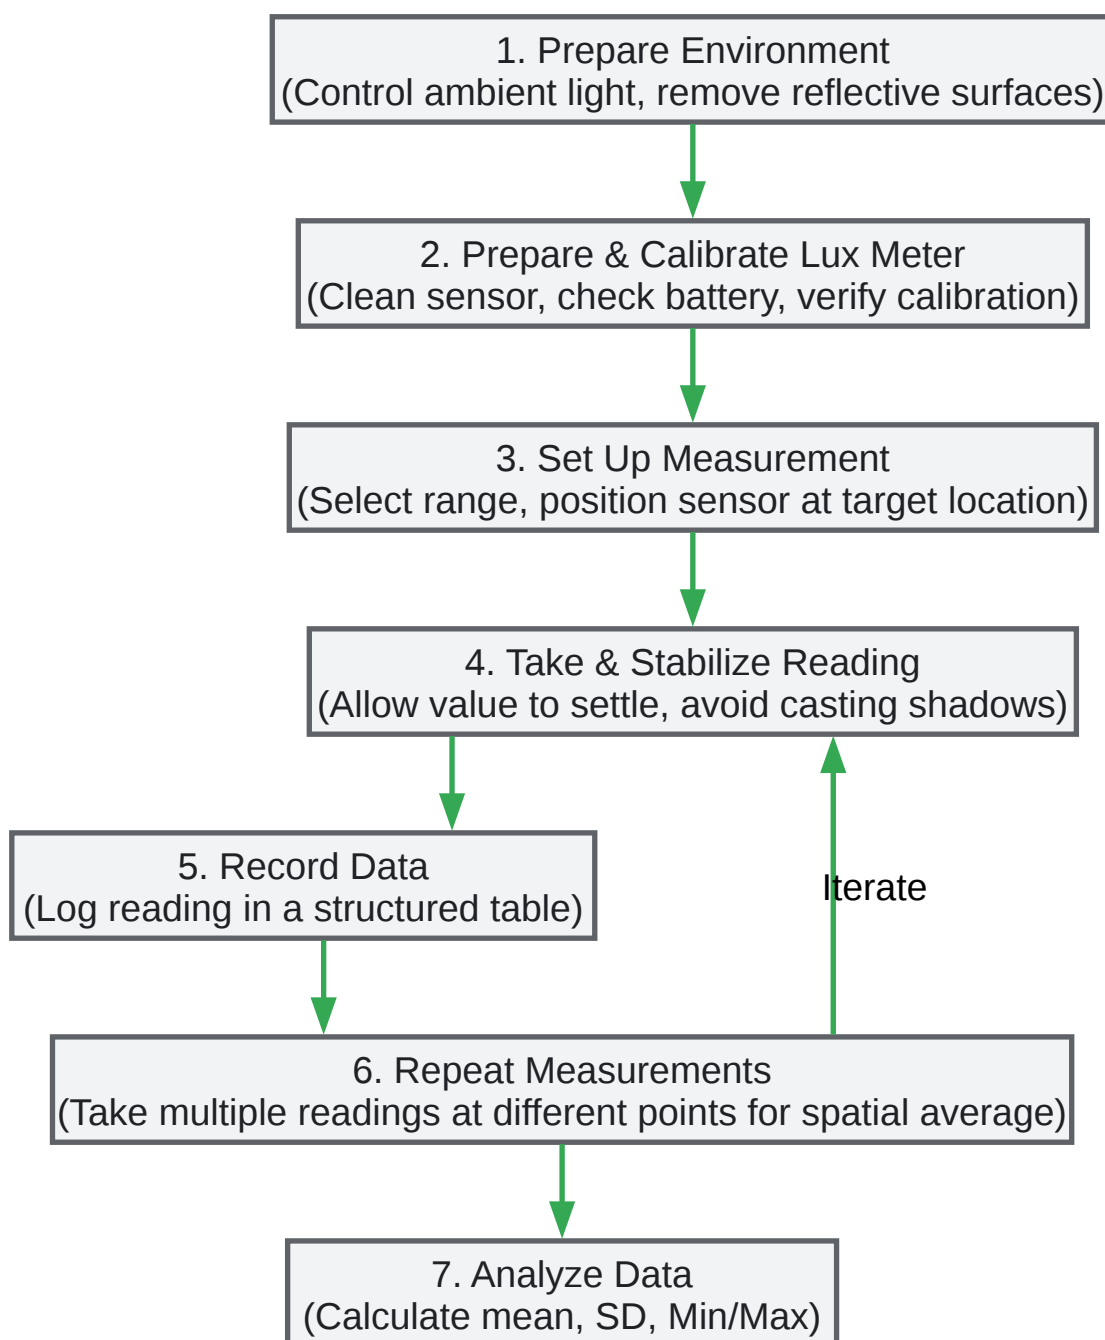 1. Prepare Environment
(Control ambient light, remove reflective surfaces)
2. Prepare & Calibrate Lux Meter
(Clean sensor, check battery, verify calibration)
3. Set Up Measurement
(Select range, position sensor at target location)
4. Take & Stabilize Reading
(Allow value to settle, avoid casting shadows)
5. Record Data
(Log reading in a structured table)
Iterate
6. Repeat Measurements
(Take multiple readings at different points for spatial average)
7. Analyze Data
(Calculate mean, SD, Min/Max)